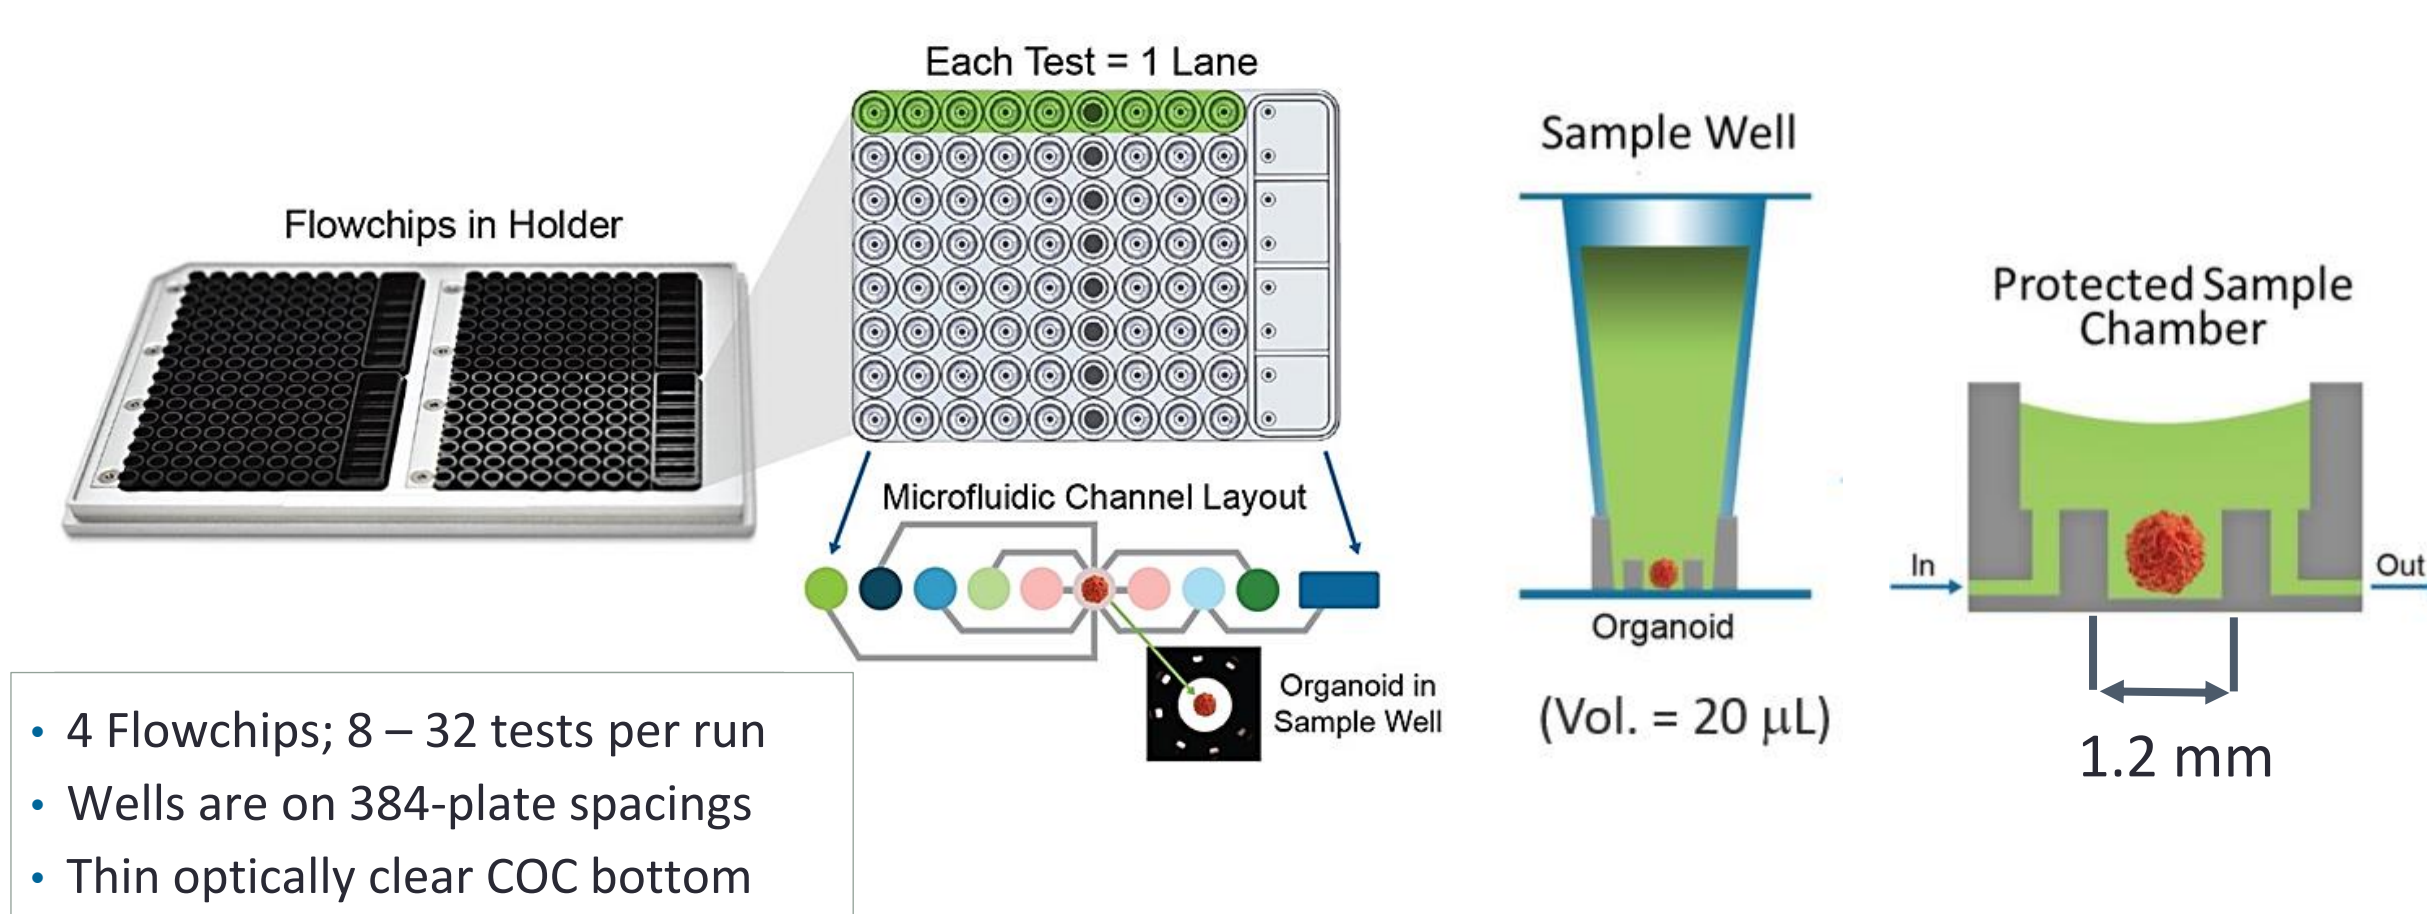 Each Test = 1 Lane
Flowchips in Holder
Microfluidic Channel Layout
Organoid in
Sample Well
Sample Well
Organoid
(Vol. = 20 µL)
Protected Sample
Chamber
In
Out
1.2 mm
• 4 Flowchips; 8 – 32 tests per run
• Wells are on 384-plate spacings
• Thin optically clear COC bottom